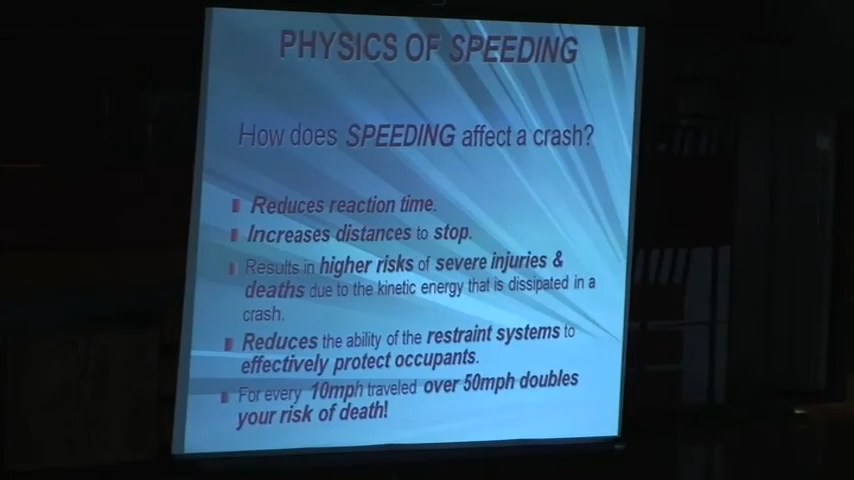 PHYSICS OF SPEEDING
How does SPEEDING affect a crash?
Reduces reaction time.
Increases distances to stop.
Results in higher risks of severe injuries &
deaths due to the kinetic energy that is dissipated in a
crash.
Reduces the ability of the restraint systems to
effectively protect occupants.
For every 10mph traveled over 50mph doubles
your risk of death!